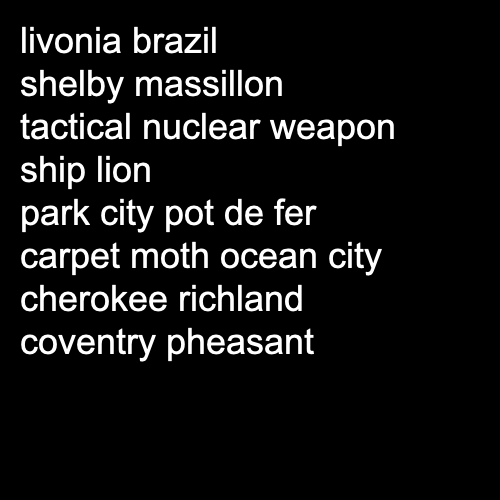 livonia brazil
shelby massillon
tactical nuclear weapon
ship lion
park city pot de fer
carpet moth ocean city
cherokee richland
coventry pheasant